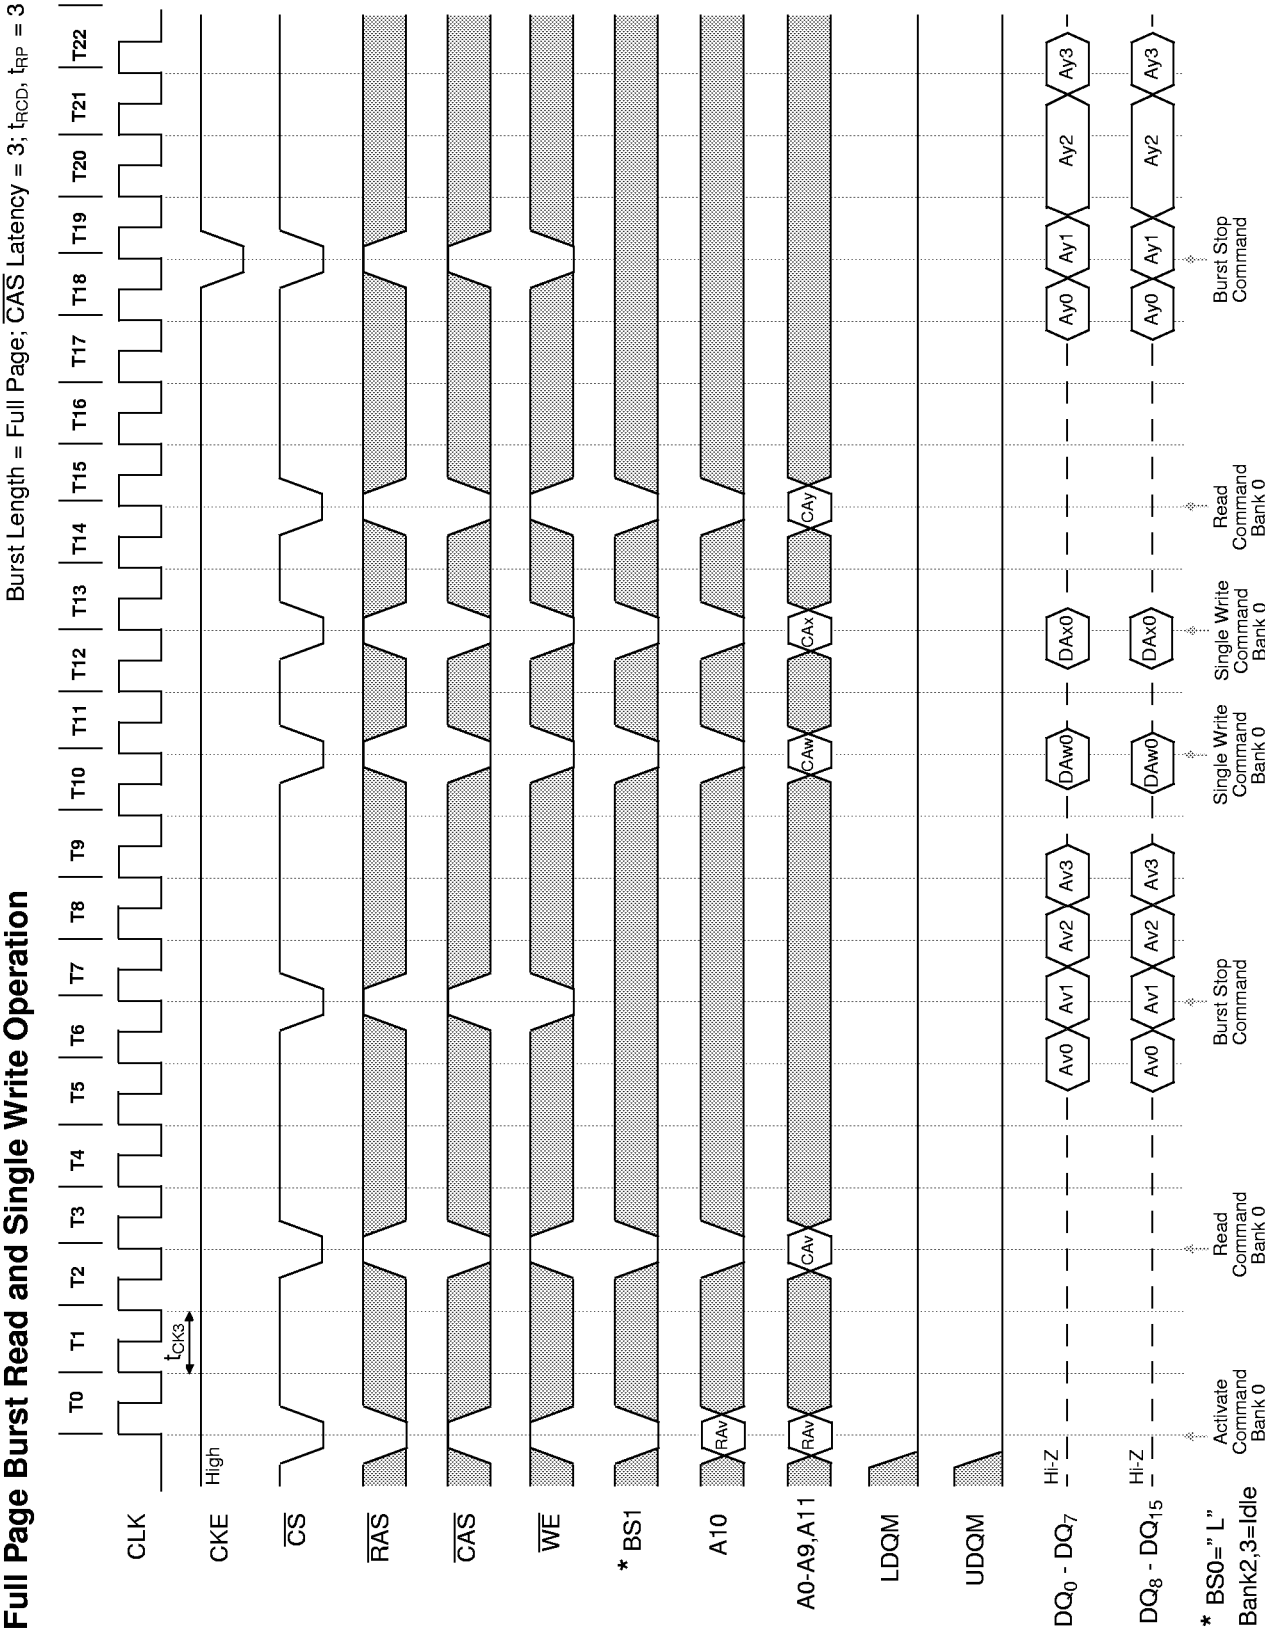 Full Page Burst Read and Single Write Operation
Burst Length = Full Page; CAS Latency = 3; tRCD, tRP = 3
T0 T1 T2 T3 T4 T5 T6 T7 T8 T9 T10 T11 T12 T13 T14 T15 T16 T17 T18 T19 T20 T21 T22
CLK
tCK3
CKE
High
CS
RAS
CAS
WE
* BS1
A10
RAv
A0-A9,A11
RAv CAv CAw CAx CAy
LDQM
UDQM
DQ0 - DQ7
Hi-Z
Av0 Av1 Av2 Av3 DAw0 DAx0 Ay0 Ay1 Ay2 Ay3
DQ8 - DQ15
Hi-Z
Av0 Av1 Av2 Av3 DAw0 DAx0 Ay0 Ay1 Ay2 Ay3
* BS0=” L”
Bank2,3=Idle
Activate
Command
Bank 0
Read
Command
Bank 0
Burst Stop
Command
Single Write
Command
Bank 0
Single Write
Command
Bank 0
Read
Command
Bank 0
Burst Stop
Command